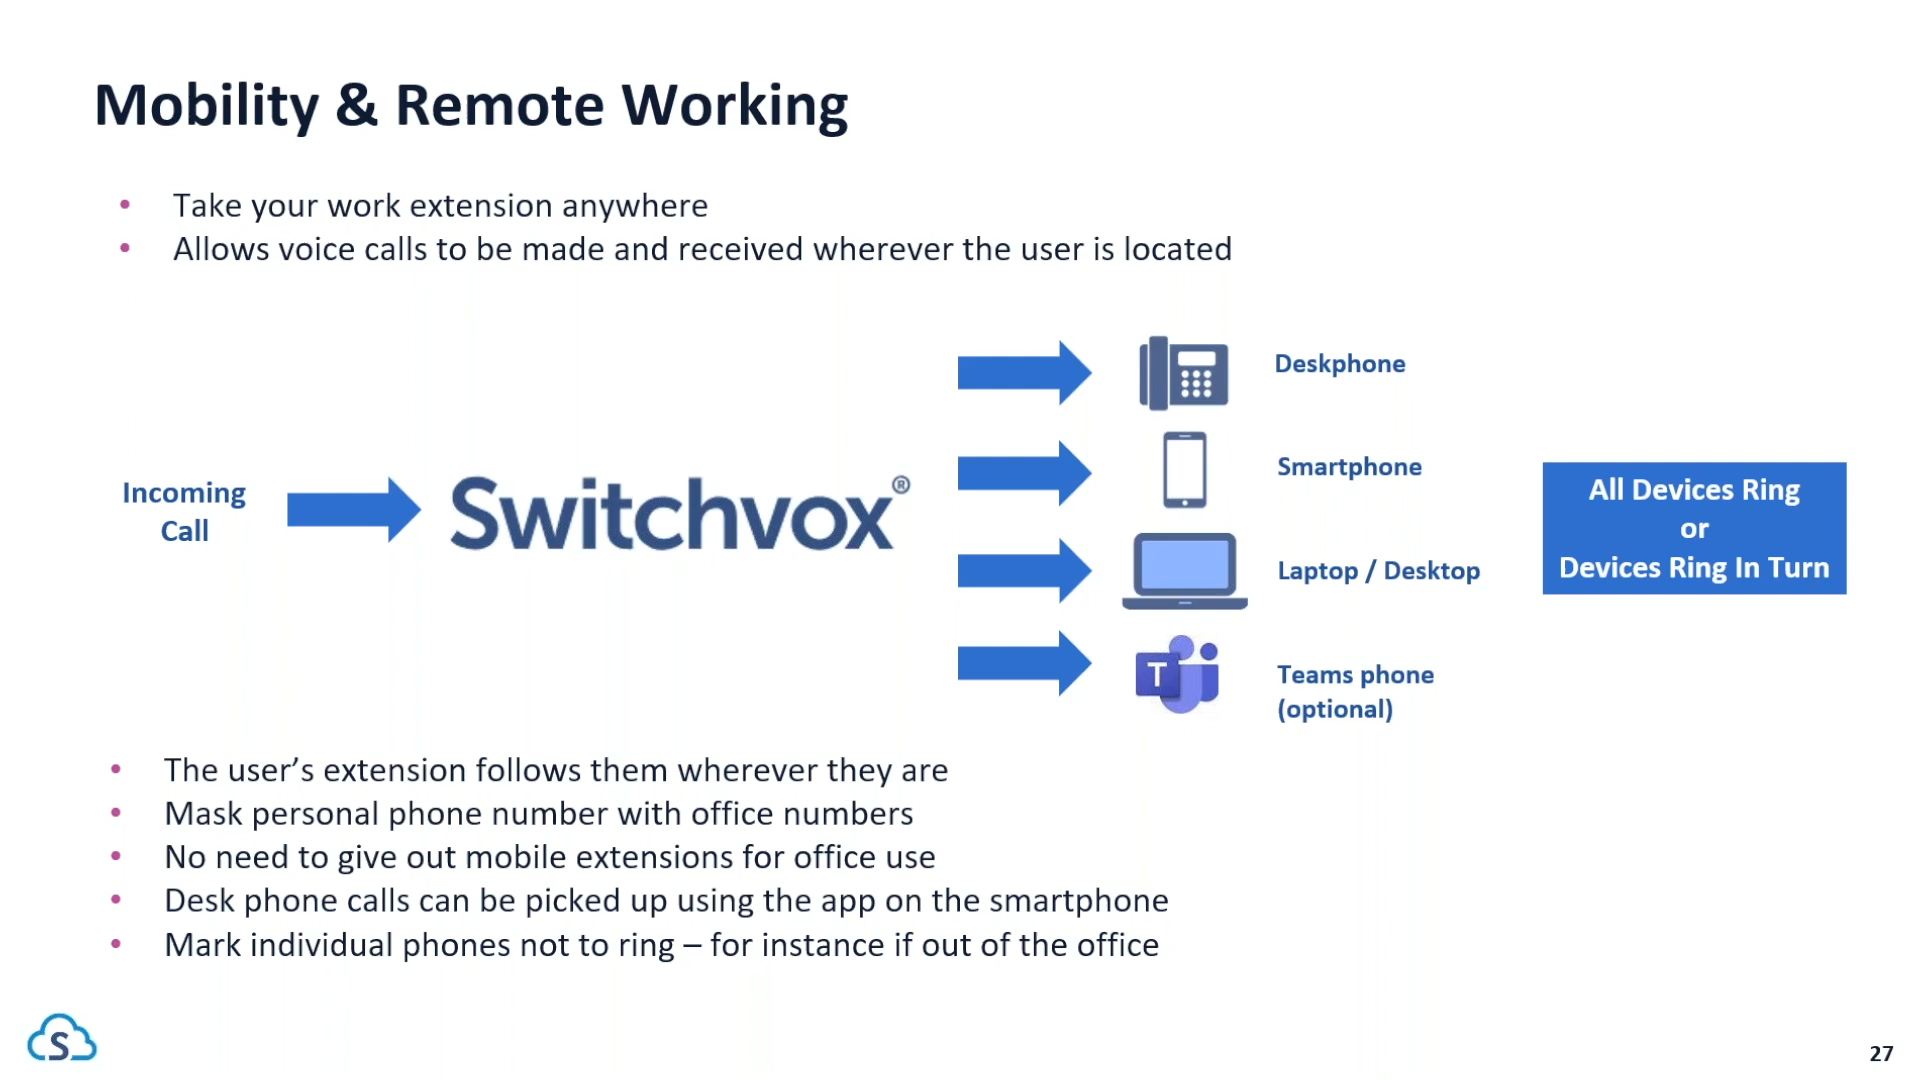 Mobility & Remote Working
• Take your work extension anywhere
• Allows voice calls to be made and received wherever the user is located
Incoming
Call
Switchvox®
Deskphone
Smartphone
Laptop / Desktop
T
Teams phone
(optional)
All Devices Ring
or
Devices Ring In Turn
• The user’s extension follows them wherever they are
• Mask personal phone number with office numbers
• No need to give out mobile extensions for office use
• Desk phone calls can be picked up using the app on the smartphone
• Mark individual phones not to ring – for instance if out of the office
S
27